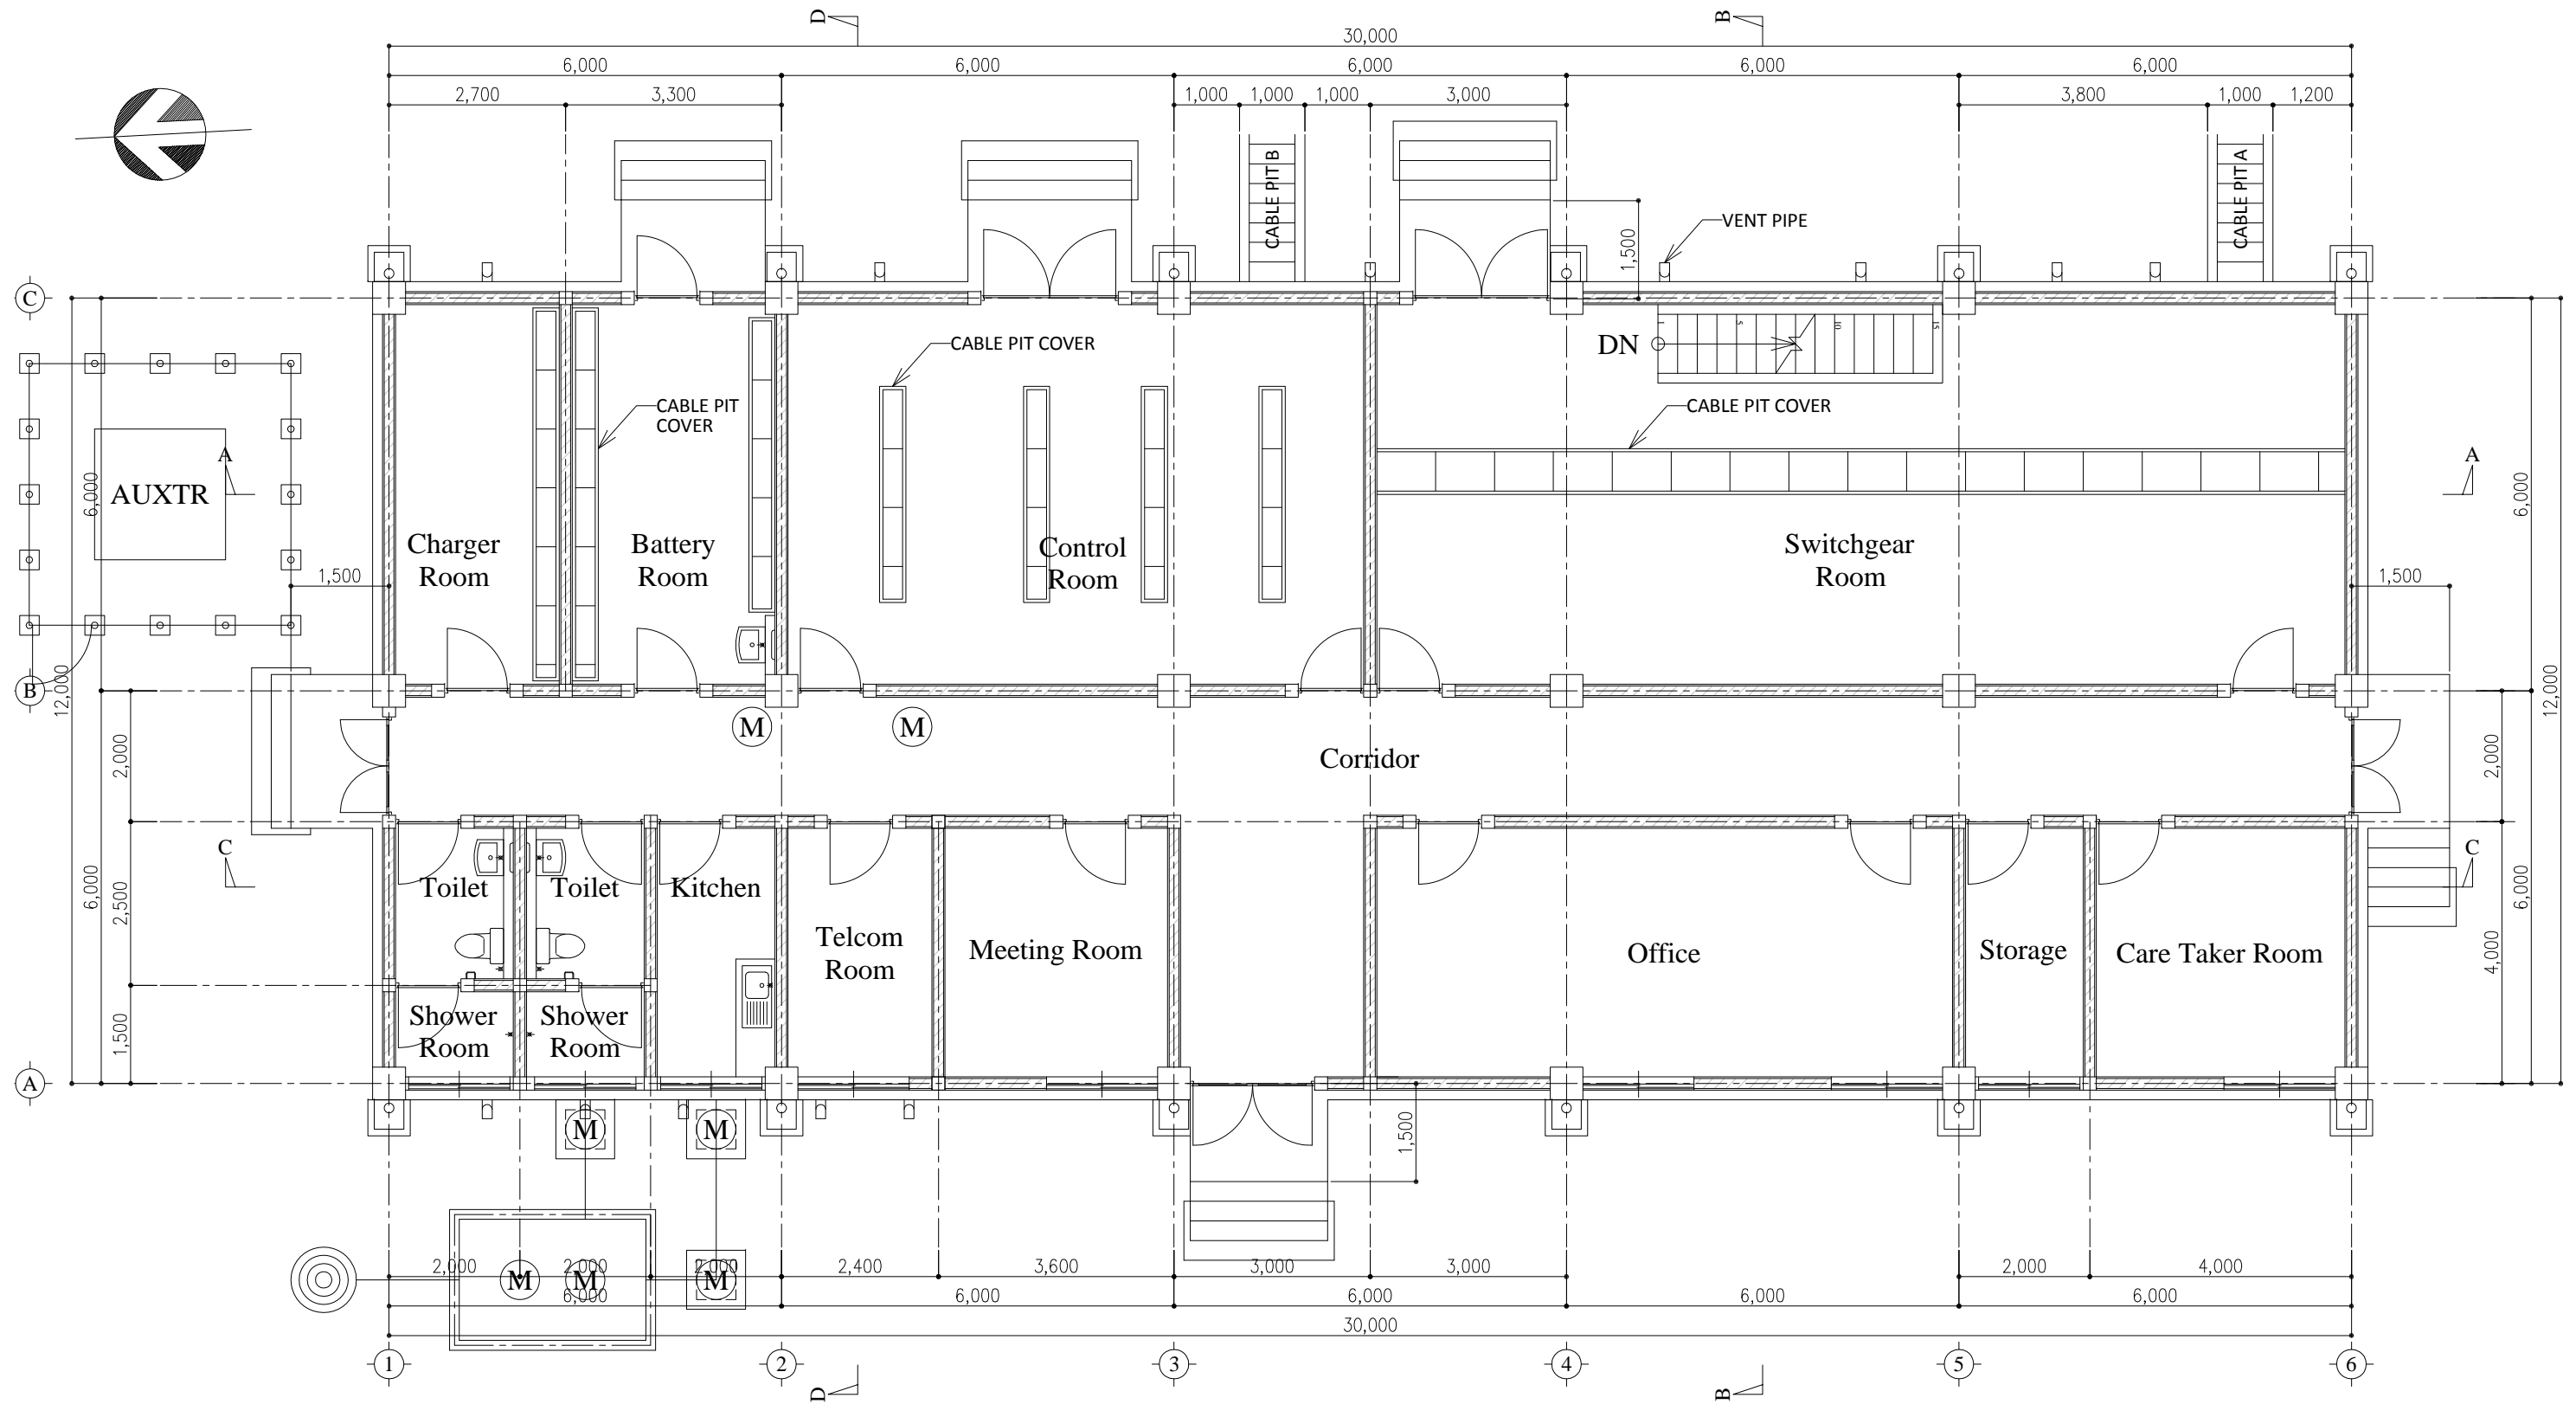 D
B
30,000
6,000
6,000
6,000
6,000
6,000
2,700
3,300
1,000
1,000
1,000
3,000
3,800
1,000
1,200
CABLE PIT B
CABLE PIT A
VENT PIPE
1,500
C
DN
1
5
10
15
CABLE PIT COVER
CABLE PIT
COVER
CABLE PIT COVER
A
A
AUXTR
6,000
6,000
Charger
Room
Battery
Room
Control
Room
Switchgear
Room
1,500
1,500
B
12,000
12,000
M
M
Corridor
2,000
2,000
C
C
Toilet
Toilet
Kitchen
6,000
2,500
6,000
Telcom
Room
Meeting Room
Office
Storage
Care Taker Room
4,000
Shower
Room
Shower
Room
1,500
A
M
M
1,500
2,000
2,000
2,000
2,400
3,600
3,000
3,000
2,000
4,000
M
M
M
6,000
6,000
6,000
6,000
6,000
30,000
1
2
3
4
5
6
D
B